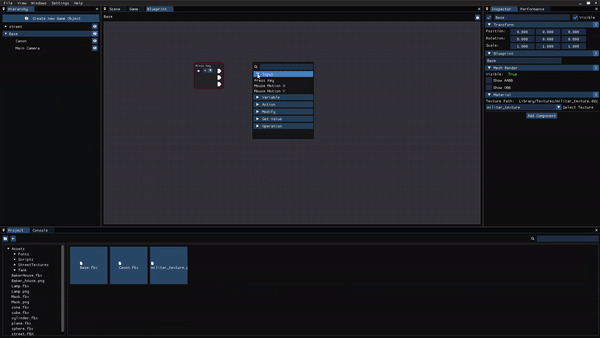 File View Windows Settings Help
Hierarchy
Create new Game Object
street
Base
Canon
Main Camera
Scene Game Blueprint
Base
Press Key
Input
Press Key
Mouse Motion X
Mouse Motion Y
Variable
Action
Modify
Get Value
Operation
Inspector Performance
Base Visible
Transform
Position: 0.000 0.000 0.000
Rotation: 0.000 0.000 0.000
Scale: 1.000 1.000 1.000
Blueprint
Base
Mesh Render
Visible: True
Show AABB
Show OBB
Material
Texture Path: Library/Textures/militar_texture.dds
militar_texture Select Texture
Add Component
Project Console
Assets
Fonts
Scripts
StreetTextures
Tank
BakerHouse.fbx
Baker_house.png
Lamp.fbx
Lamp.png
Mask.fbx
Mask.png
cone.fbx
cube.fbx
cylinder.fbx
plane.fbx
sphere.fbx
street.fbx
Base.fbx
Canon.fbx
militar_texture.p